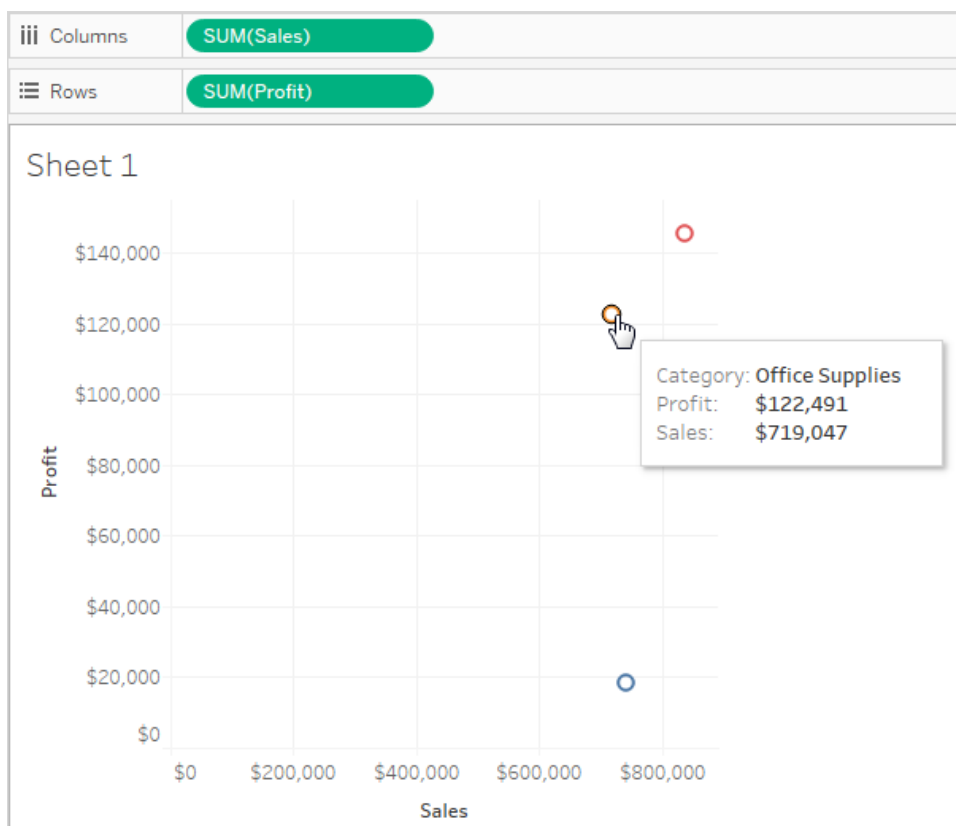 Columns SUM(Sales)
Rows SUM(Profit)
Sheet 1
$140,000
$120,000
$100,000
$80,000
$60,000
$40,000
$20,000
$0
Profit
Category: Office Supplies
Profit: $122,491
Sales: $719,047
$0 $200,000 $400,000 $600,000 $800,000
Sales